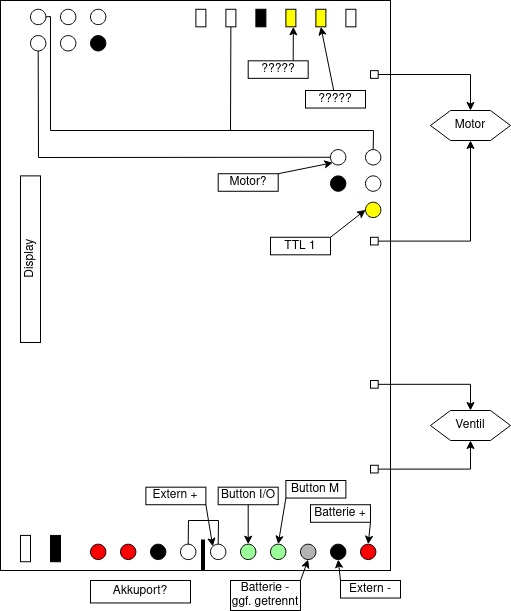 ?????
?????
Motor
Motor?
TTL 1
Display
Ventil
Extern +
Button I/O
Button M
Batterie +
Akkuport?
Batterie -
ggf. getrennt
Extern -